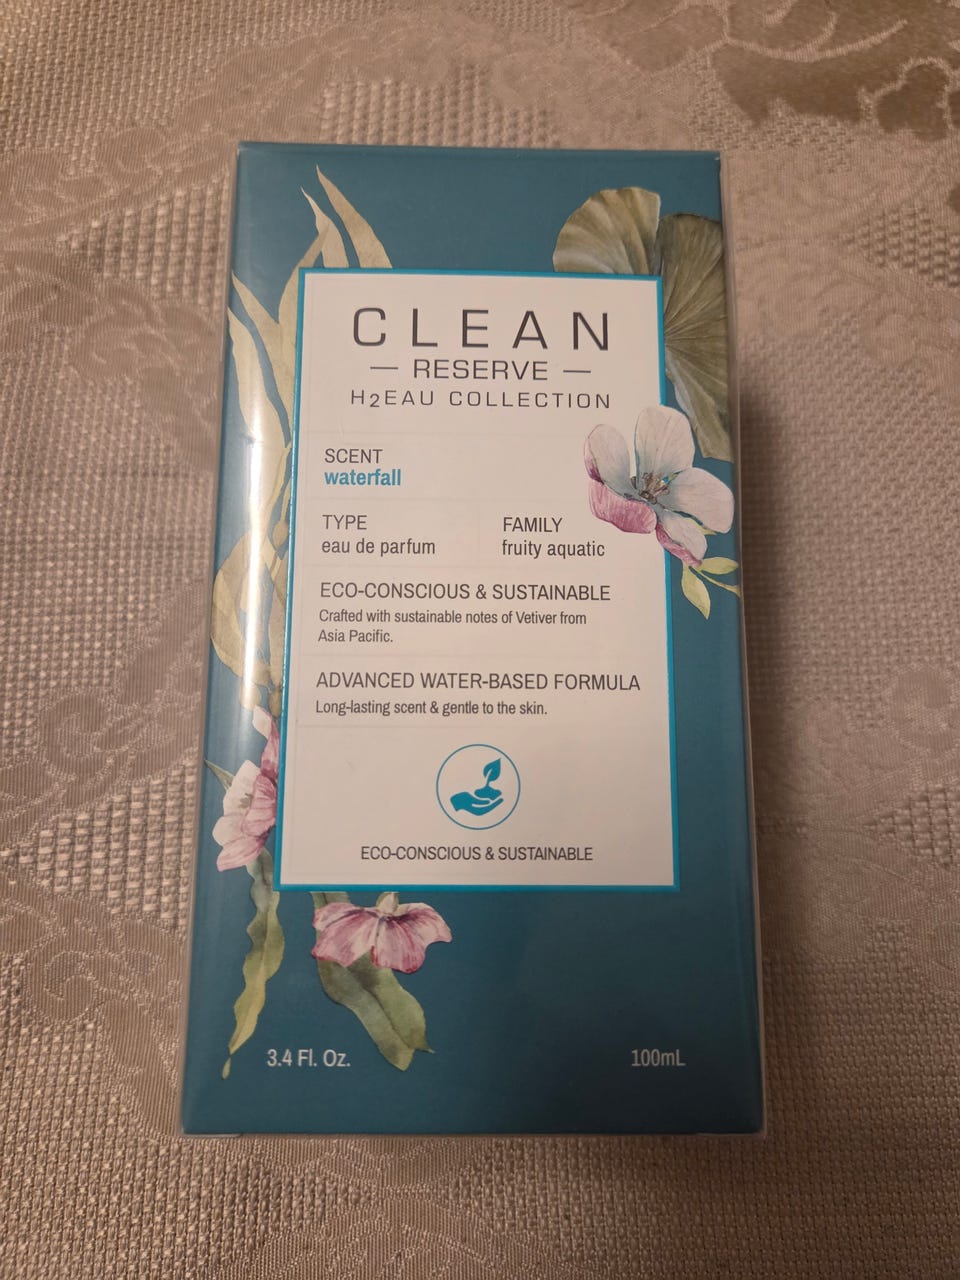 CLEAN
— RESERVE —
H2EAU COLLECTION
SCENT
waterfall
TYPE
eau de parfum
FAMILY
fruity aquatic
ECO-CONSCIOUS & SUSTAINABLE
Crafted with sustainable notes of Vetiver from
Asia Pacific.
ADVANCED WATER-BASED FORMULA
Long-lasting scent & gentle to the skin.
ECO-CONSCIOUS & SUSTAINABLE
3.4 Fl. Oz. 100mL